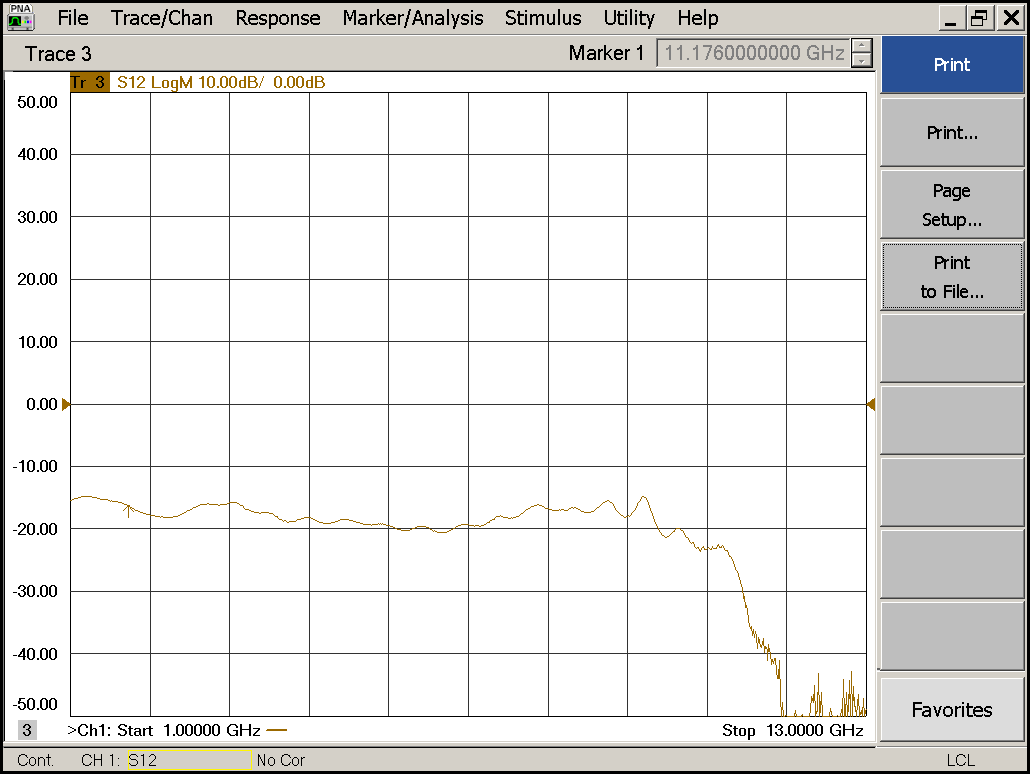 PNA File Trace/Chan Response Marker/Analysis Stimulus Utility Help
Trace 3 Marker 1 11.1760000000 GHz
Tr 3 S12 LogM 10.00dB/ 0.00dB
50.00
40.00
30.00
20.00
10.00
0.00
-10.00
-20.00
-30.00
-40.00
-50.00
3 >Ch1: Start 1.00000 GHz Stop 13.0000 GHz
Cont. CH 1: S12 No Cor LCL
Print
Print...
Page
Setup...
Print
to File...
Favorites